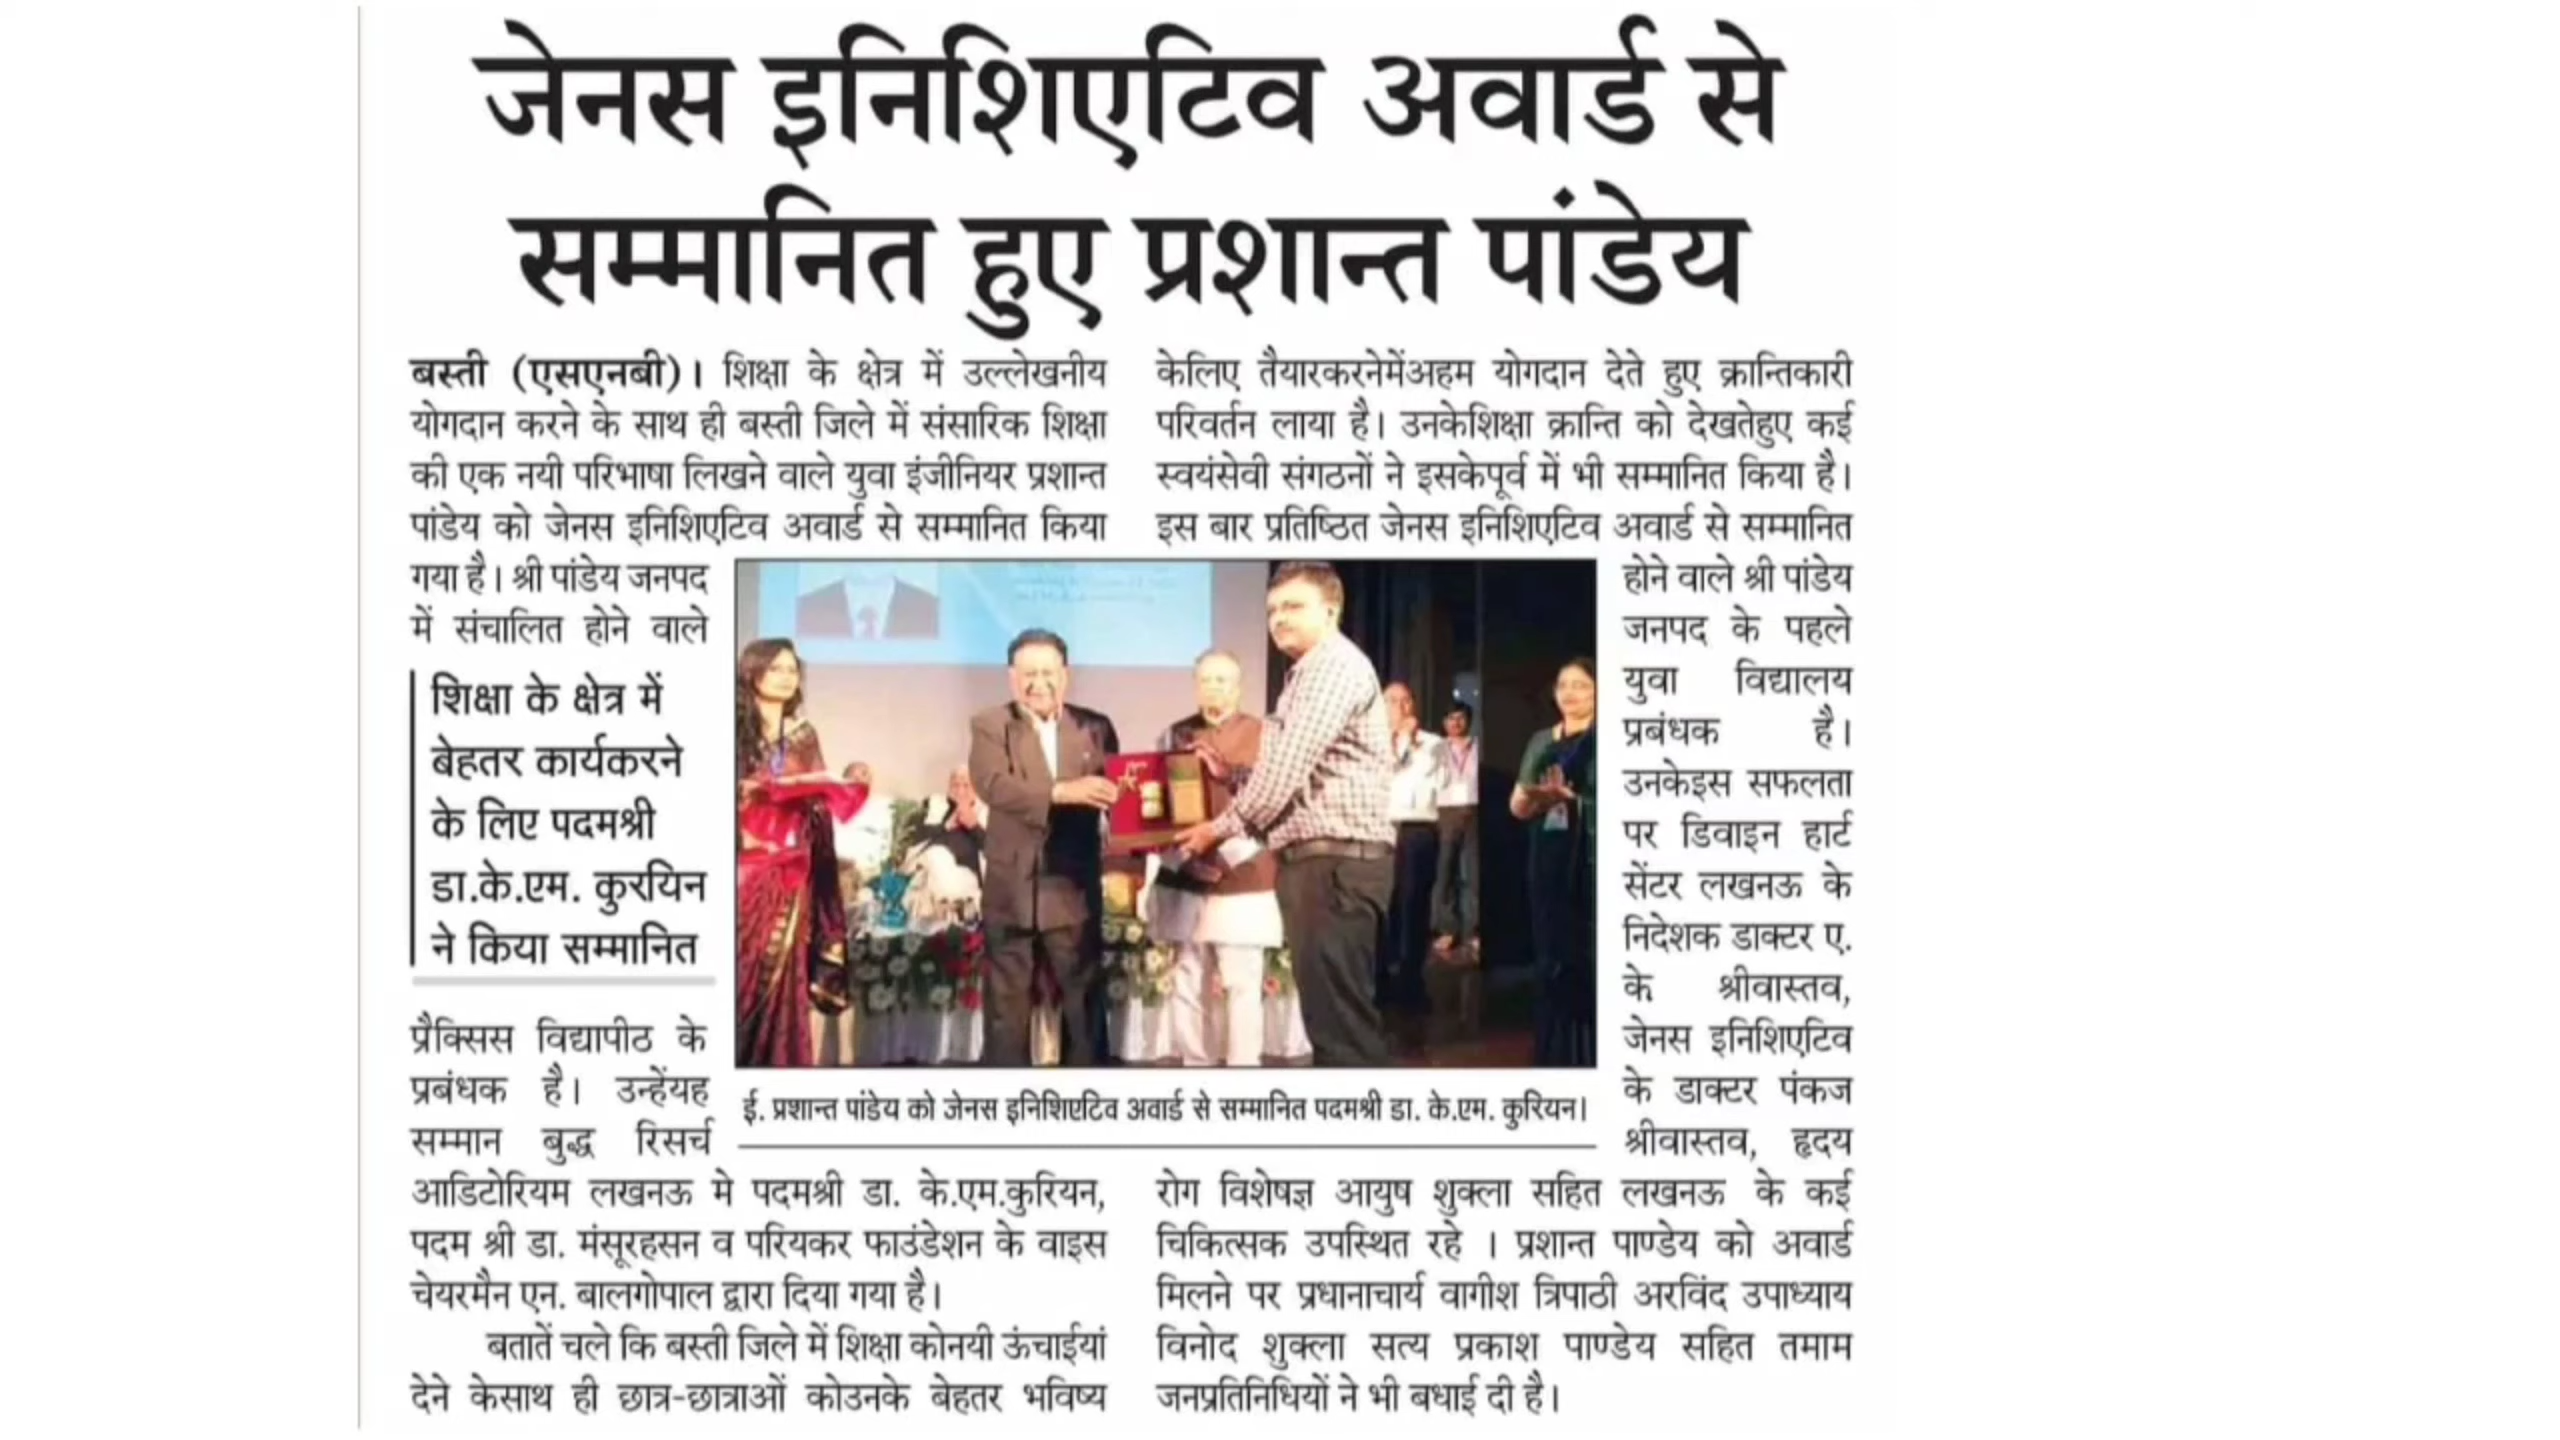 जेनस इनिशिएटिव अवार्ड से
सम्मानित हुए प्रशान्त पांडेय
बस्ती (एसएनबी)। शिक्षा के क्षेत्र में उल्लेखनीय
योगदान करने के साथ ही बस्ती जिले में संसारिक शिक्षा
की एक नयी परिभाषा लिखने वाले युवा इंजीनियर प्रशान्त
पांडेय को जेनस इनिशिएटिव अवार्ड से सम्मानित किया
गया है। श्री पांडेय जनपद
में संचालित होने वाले
शिक्षा के क्षेत्र में
बेहतर कार्यकरने
के लिए पदमश्री
डा.के.एम. कुरयिन
ने किया सम्मानित
प्रैक्सिस विद्यापीठ के
प्रबंधक है। उन्हेंयह
सम्मान बुद्ध रिसर्च
आडिटोरियम लखनऊ मे पदमश्री डा. के.एम.कुरियन,
पदम श्री डा. मंसूरहसन व परियकर फाउंडेशन के वाइस
चेयरमैन एन. बालगोपाल द्वारा दिया गया है।
बतातें चले कि बस्ती जिले में शिक्षा कोनयी ऊंचाईयां
देने केसाथ ही छात्र-छात्राओं कोउनके बेहतर भविष्य
केलिए तैयारकरनेमेंअहम योगदान देते हुए क्रान्तिकारी
परिवर्तन लाया है। उनकेशिक्षा क्रान्ति को देखतेहुए कई
स्वयंसेवी संगठनों ने इसकेपूर्व में भी सम्मानित किया है।
इस बार प्रतिष्ठित जेनस इनिशिएटिव अवार्ड से सम्मानित
होने वाले श्री पांडेय
जनपद के पहले
युवा विद्यालय
प्रबंधक है।
उनकेइस सफलता
पर डिवाइन हार्ट
सेंटर लखनऊ के
निदेशक डाक्टर ए.
के श्रीवास्तव,
जेनस इनिशिएटिव
के डाक्टर पंकज
श्रीवास्तव, हृदय
रोग विशेषज्ञ आयुष शुक्ला सहित लखनऊ के कई
चिकित्सक उपस्थित रहे । प्रशान्त पाण्डेय को अवार्ड
मिलने पर प्रधानाचार्य वागीश त्रिपाठी अरविंद उपाध्याय
विनोद शुक्ला सत्य प्रकाश पाण्डेय सहित तमाम
जनप्रतिनिधियों ने भी बधाई दी है।
ई. प्रशान्त पांडेय को जेनस इनिशिएटिव अवार्ड से सम्मानित पदमश्री डा. के.एम. कुरियन।